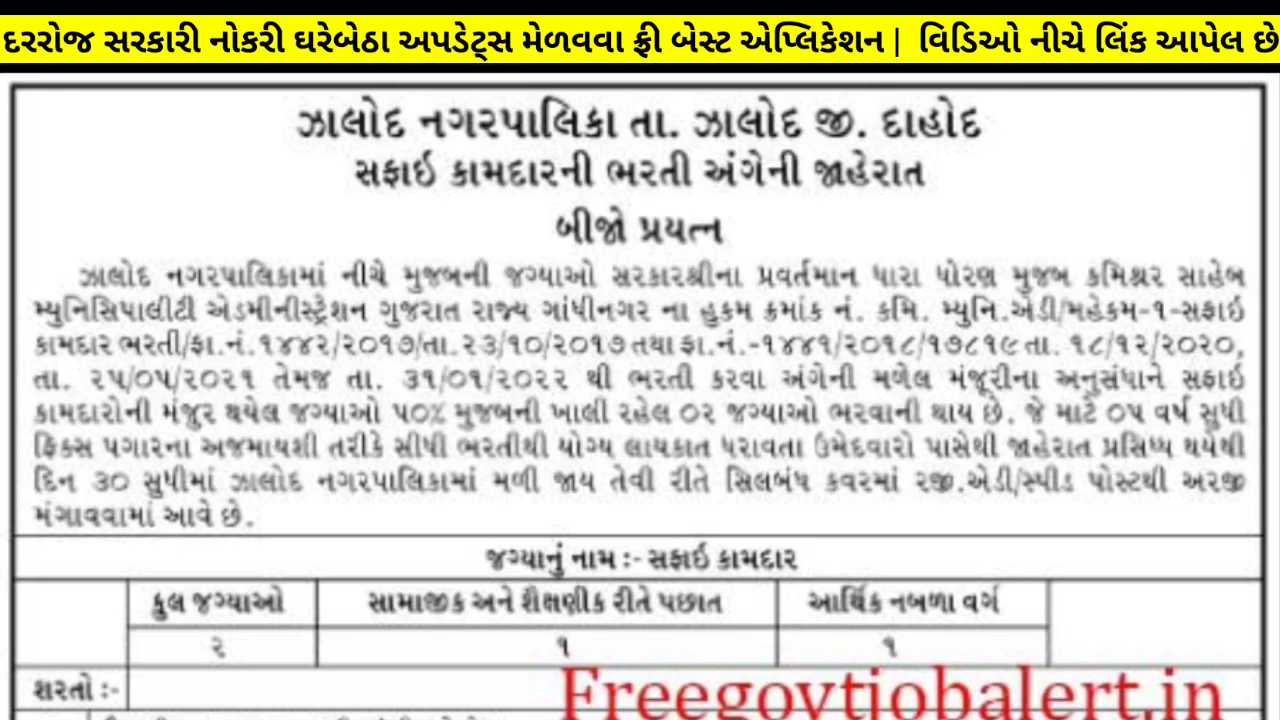 દરરોજ સરકારી નોકરી ઘરેબેઠા અપડેટ્સ મેળવવા ફ્રી બેસ્ટ એપ્લિકેશન | વિડિઓ નીચે લિંક આપેલ છે
ઝાલોદ નગરપાલિકા તા. ઝાલોદ જી. દાહોદ
સફાઇ કામદારની ભરતી અંગેની જાહેરાત
બીજો પ્રયત્ન
ઝાલોદ નગરપાલિકામાં નીચે મુજબની જગ્યાઓ સરકારશ્રીના પ્રવર્તમાન ધારા ધોરણ મુજબ કમિશ્નર સાહેબ
મ્યુનિસિપાલીટી એડમીનીસ્ટ્રેશન ગુજરાત રાજ્ય ગાંધીનગર ના હુકમ ક્રમાંક નં. કમિ. મ્યુનિ.એડી/મહેકમ-૧-સફાઇ
કામદાર ભરતી/ફા.નં.૧૪૪૨/૨૦૧૭/તા.૨૩/૧૦/૨૦૧૭ તથા ફા.નં.-૧૪૪૧/૨૦૧૮/૧૭૮૧૯ તા. ૧૮/૧૨/૨૦૨૦,
તા. ૨૫/૦૫/૨૦૨૧ તેમજ તા. ૩૧/૦૧/૨૦૨૨ થી ભરતી કરવા અંગેની મળેલ મંજૂરીના અનુસંધાને સફાઇ
કામદારોની મંજુર થયેલ જગ્યાઓ ૫૦% મુજબની ખાલી રહેલ ૦૨ જગ્યાઓ ભરવાની થાય છે. જે માટે ૦૫ વર્ષ સુધી
ફિક્સ પગારના અજમાયશી તરીકે સીધી ભરતીથી યોગ્ય લાયકાત ધરાવતા ઉમેદવારો પાસેથી જાહેરાત પ્રસિધ્ધ થયેથી
દિન ૩૦ સુધીમાં ઝાલોદ નગરપાલિકામાં મળી જાય તેવી રીતે સિલબંધ કવરમાં રજી.એડી/સ્પીડ પોસ્ટથી અરજી
મંગાવવામાં આવે છે.
જગ્યાનું નામ :- સફાઇ કામદાર
કુલ જગ્યાઓ સામાજીક અને શૈક્ષણીક રીતે પછાત આર્થિક નબળા વર્ગ
૨ ૧ ૧
શરતો :-
Freegovtjobalert.in